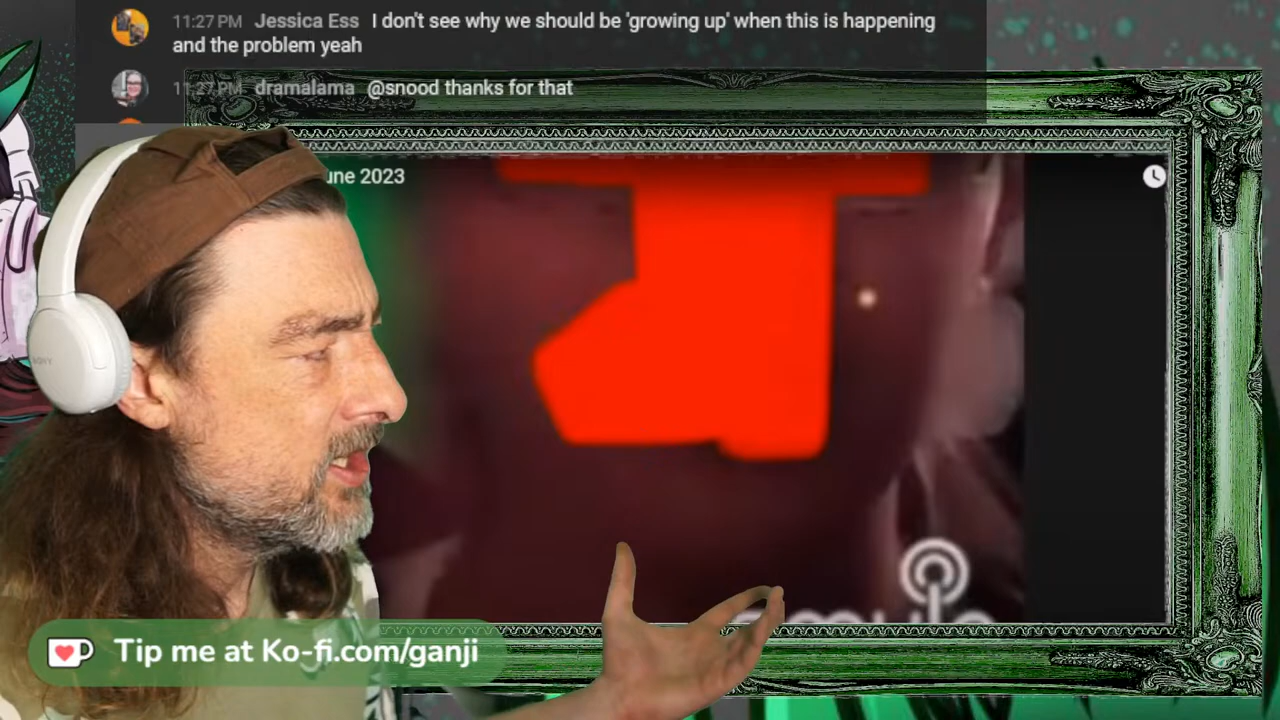 11:27 PM Jessica Ess I don't see why we should be 'growing up' when this is happening
and the problem yeah
11:27 PM dramalama @snood thanks for that
une 2023
SONY
Tip me at Ko-fi.com/ganji